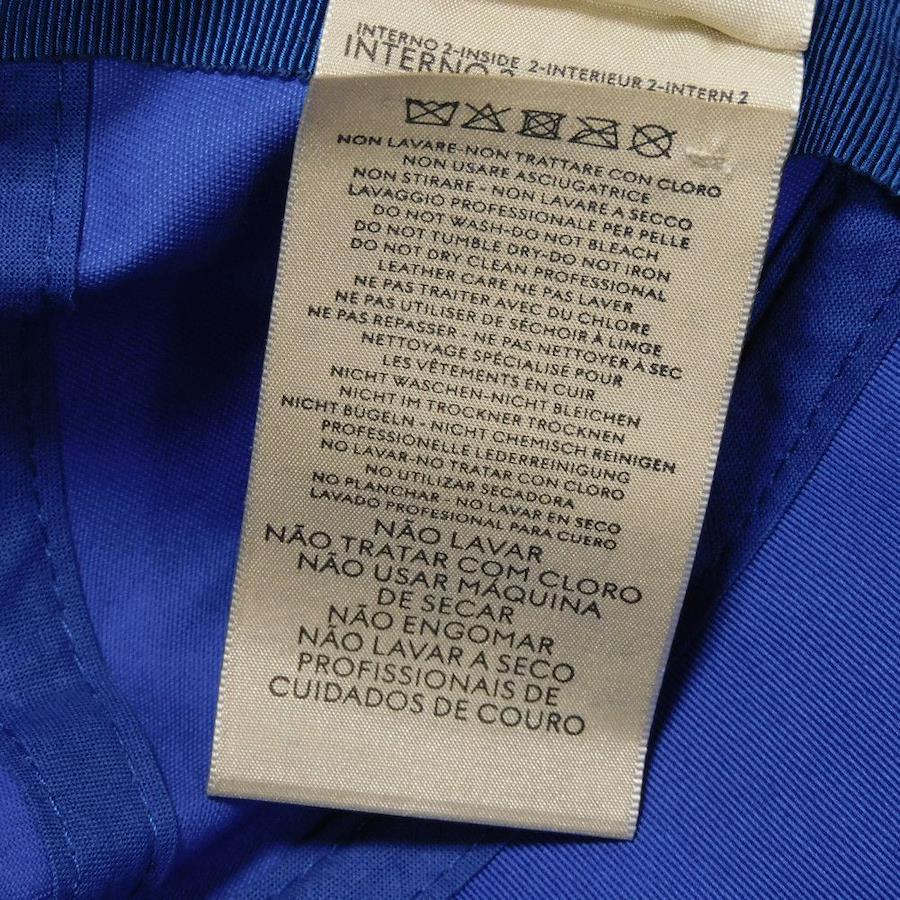 INTERNO 2-INSIDE 2-INTERIEUR 2-INTERN 2
INTERNO 2
NON LAVARE-NON TRATTARE CON CLORO
NON USARE ASCIUGATRICE
NON STIRARE - NON LAVARE A SECCO
LAVAGGIO PROFESSIONALE PER PELLE
DO NOT WASH-DO NOT BLEACH
DO NOT TUMBLE DRY-DO NOT IRON
DO NOT DRY CLEAN PROFESSIONAL
LEATHER CARE NE PAS LAVER
NE PAS TRAITER AVEC DU CHLORE
NE PAS UTILISER DE SÉCHOIR À LINGE
NE PAS REPASSER - NE PAS NETTOYER À SEC
NETTOYAGE SPÉCIALISÉ POUR
LES VÊTEMENTS EN CUIR
NICHT WASCHEN-NICHT BLEICHEN
NICHT IM TROCKNER TROCKNEN
NICHT BÜGELN - NICHT CHEMISCH REINIGEN
PROFESSIONELLE LEDERREINIGUNG
NO LAVAR-NO TRATAR CON CLORO
NO UTILIZAR SECADORA
NO PLANCHAR - NO LAVAR EN SECO
LAVADO PROFESIONAL PARA CUERO
NÃO LAVAR
NÃO TRATAR COM CLORO
NÃO USAR MÁQUINA
DE SECAR
NÃO ENGOMAR
NÃO LAVAR A SECO
PROFISSIONAIS DE
CUIDADOS DE COURO